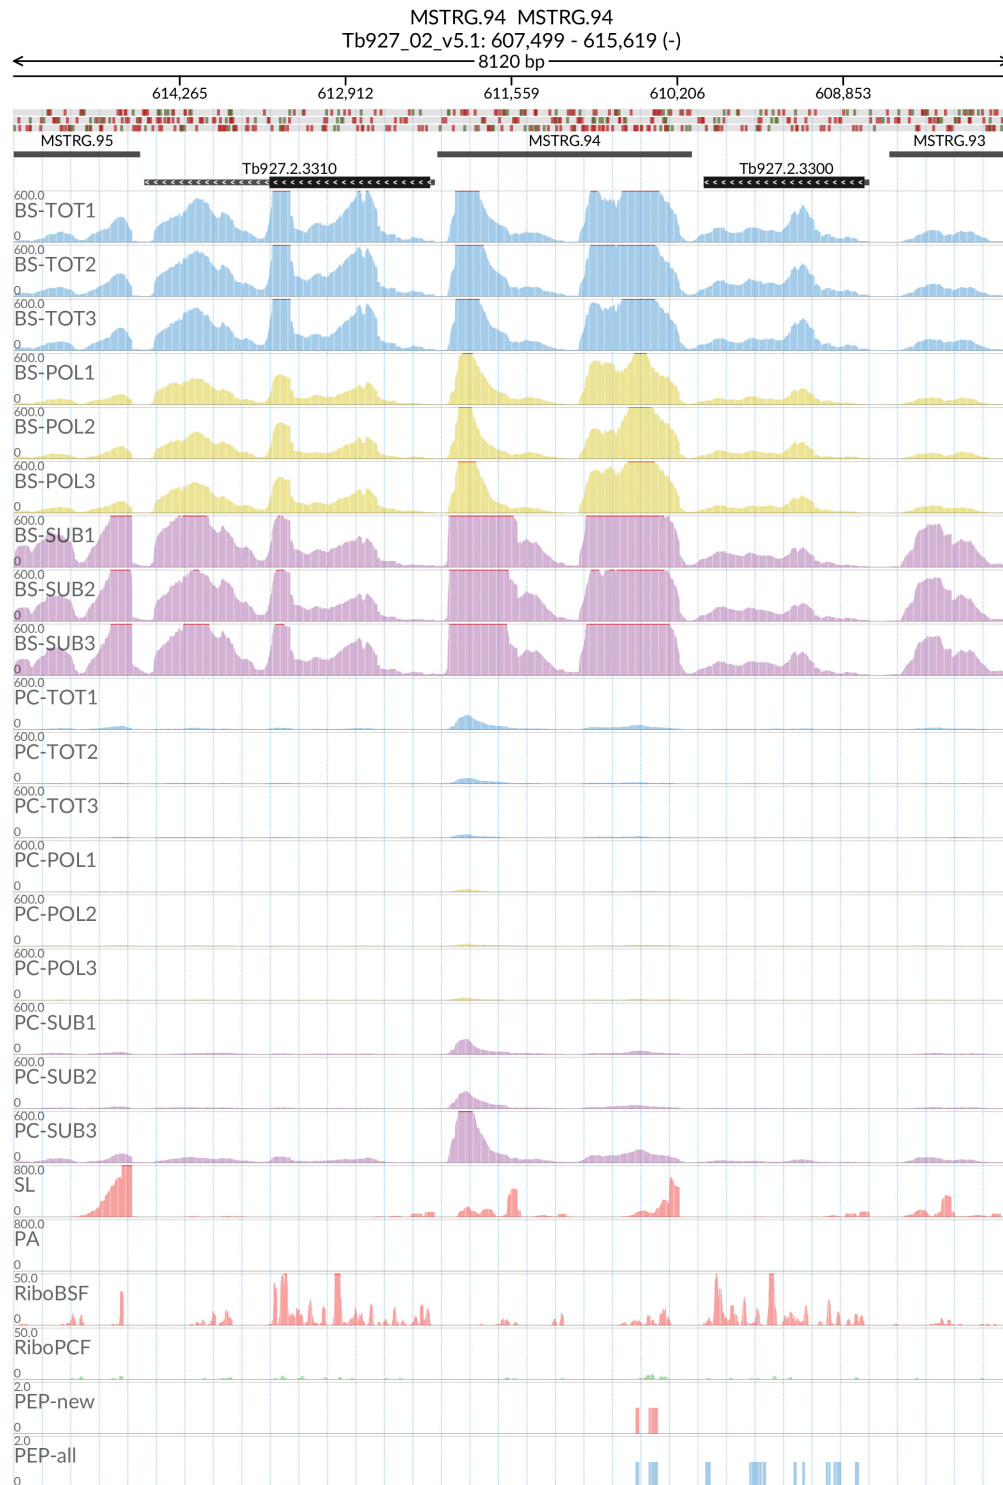 MSTRG.94 MSTRG.94
Tb927_02_v5.1: 607,499 - 615,619 (-)
8120 bp
614,265 612,912 611,559 610,206 608,853
MSTRG.95 MSTRG.94 MSTRG.93
Tb927.2.3310 Tb927.2.3300
600.0
BS-TOT1
0
600.0
BS-TOT2
0
600.0
BS-TOT3
0
600.0
BS-POL1
0
600.0
BS-POL2
0
600.0
BS-POL3
0
600.0
BS-SUB1
0
600.0
BS-SUB2
0
600.0
BS-SUB3
0
600.0
PC-TOT1
0
600.0
PC-TOT2
0
600.0
PC-TOT3
0
600.0
PC-POL1
0
600.0
PC-POL2
0
600.0
PC-POL3
0
600.0
PC-SUB1
0
600.0
PC-SUB2
0
600.0
PC-SUB3
0
800.0
SL
0
800.0
PA
0
50.0
RiboBSF
0
50.0
RiboPCF
0
2.0
PEP-new
0
2.0
PEP-all
0